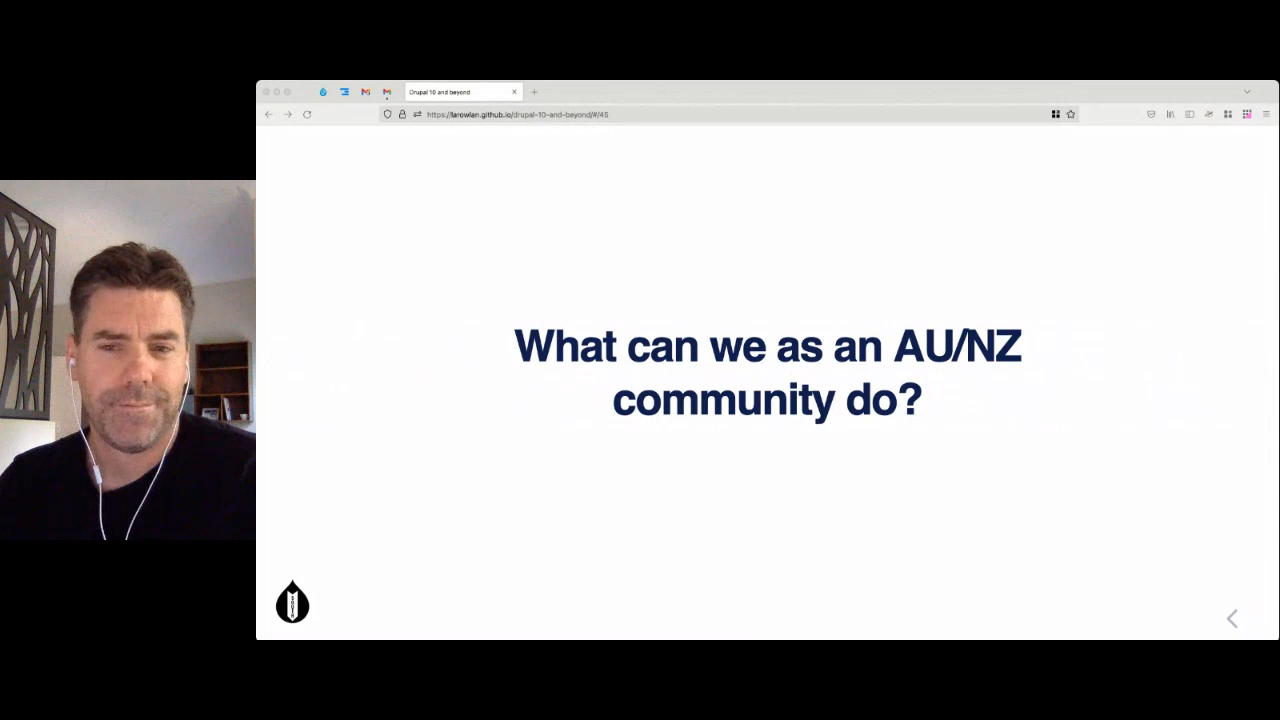 Drupal 10 and beyond
https://larowlan.github.io/drupal-10-and-beyond/#/45
What can we as an AU/NZ
community do?